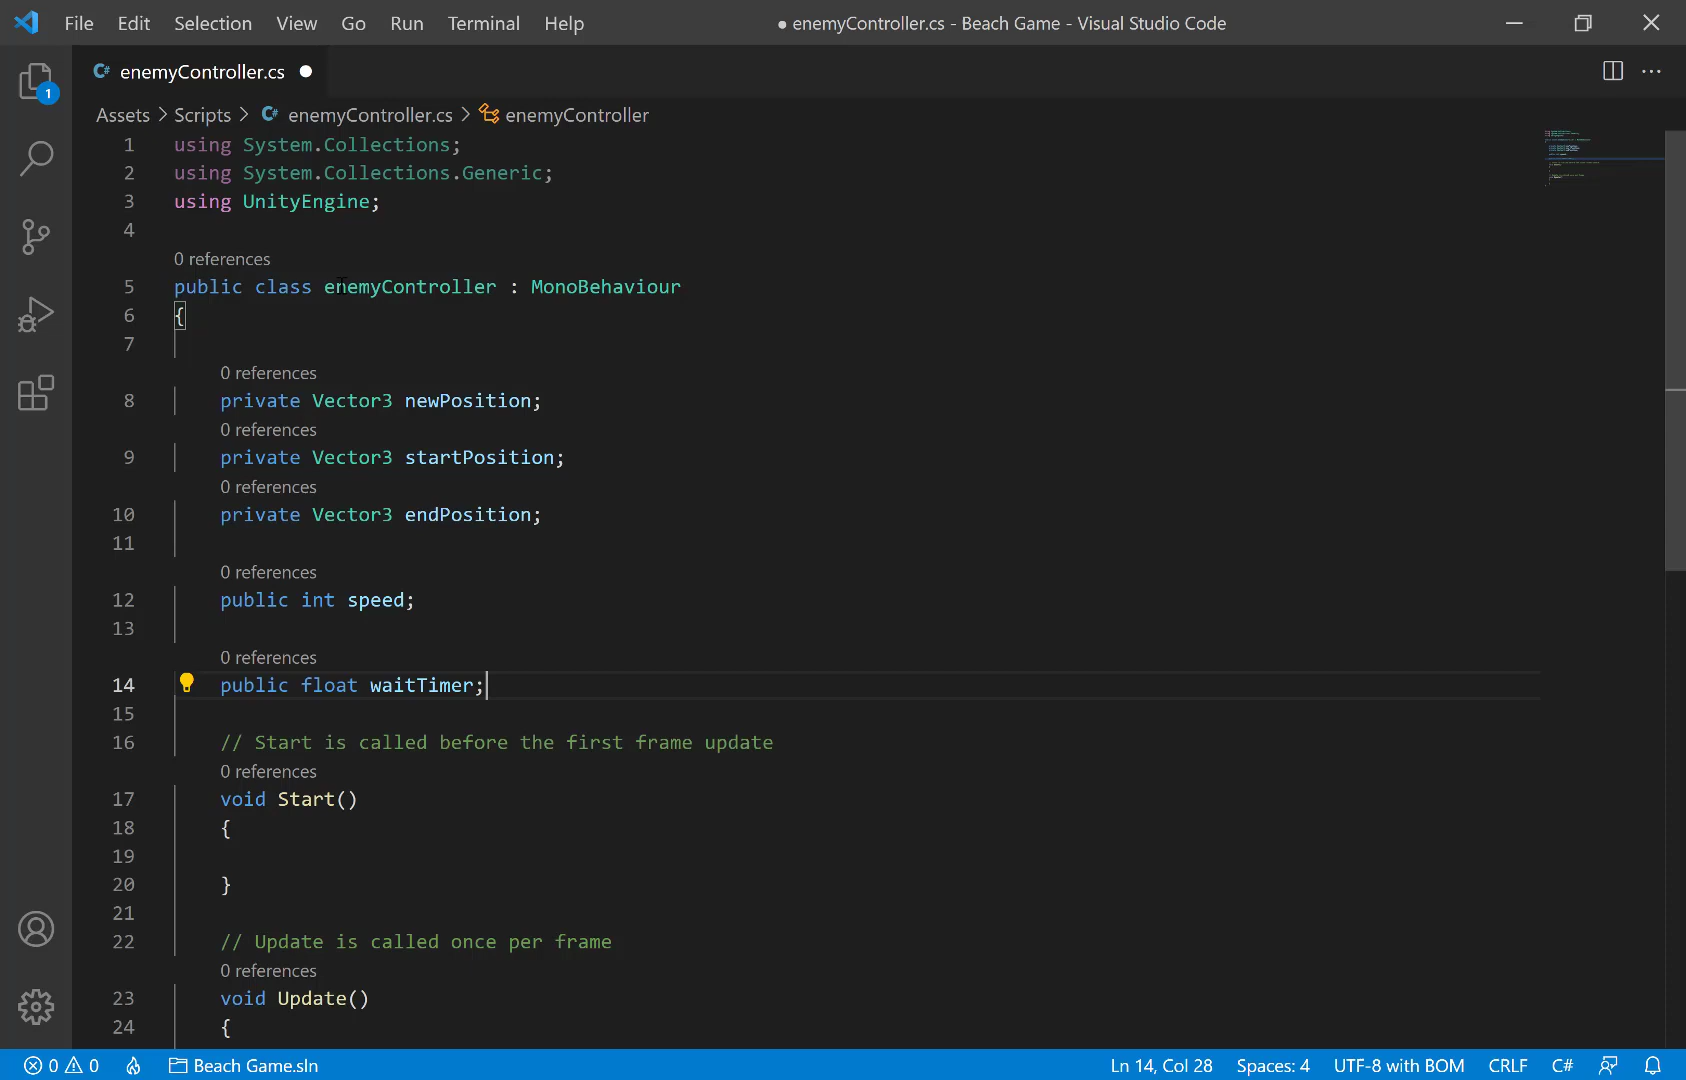 File Edit Selection View Go Run Terminal Help ● enemyController.cs - Beach Game - Visual Studio Code
1
C# enemyController.cs ●
Assets > Scripts > C# enemyController.cs > enemyController
1 using System.Collections;
2 using System.Collections.Generic;
3 using UnityEngine;
4
0 references
5 public class enemyController : MonoBehaviour
6 {
7
0 references
8 private Vector3 newPosition;
0 references
9 private Vector3 startPosition;
0 references
10 private Vector3 endPosition;
11
0 references
12 public int speed;
13
0 references
14 public float waitTimer;
15
16 // Start is called before the first frame update
0 references
17 void Start()
18 {
19
20 }
21
22 // Update is called once per frame
0 references
23 void Update()
24 {
0 0 Beach Game.sln Ln 14, Col 28 Spaces: 4 UTF-8 with BOM CRLF C#